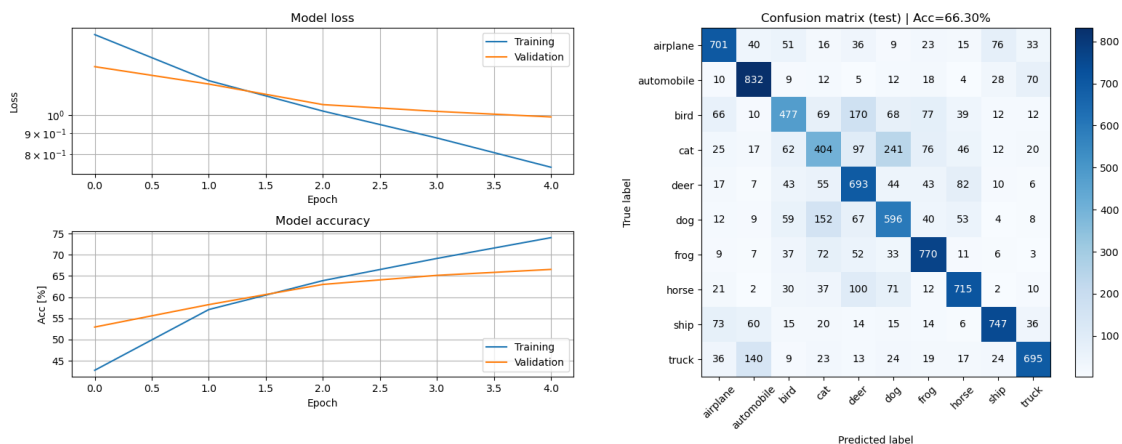 Model loss
Loss
10⁰
9 × 10⁻¹
8 × 10⁻¹
Training
Validation
0.0 0.5 1.0 1.5 2.0 2.5 3.0 3.5 4.0
Epoch
Model accuracy
Acc [%]
75
70
65
60
55
50
45
Training
Validation
0.0 0.5 1.0 1.5 2.0 2.5 3.0 3.5 4.0
Epoch
Confusion matrix (test) | Acc=66.30%
True label
airplane 701 40 51 16 36 9 23 15 76 33
automobile 10 832 9 12 5 12 18 4 28 70
bird 66 10 477 69 170 68 77 39 12 12
cat 25 17 62 404 97 241 76 46 12 20
deer 17 7 43 55 693 44 43 82 10 6
dog 12 9 59 152 67 596 40 53 4 8
frog 9 7 37 72 52 33 770 11 6 3
horse 21 2 30 37 100 71 12 715 2 10
ship 73 60 15 20 14 15 14 6 747 36
truck 36 140 9 23 13 24 19 17 24 695
airplane automobile bird cat deer dog frog horse ship truck
Predicted label
800
700
600
500
400
300
200
100